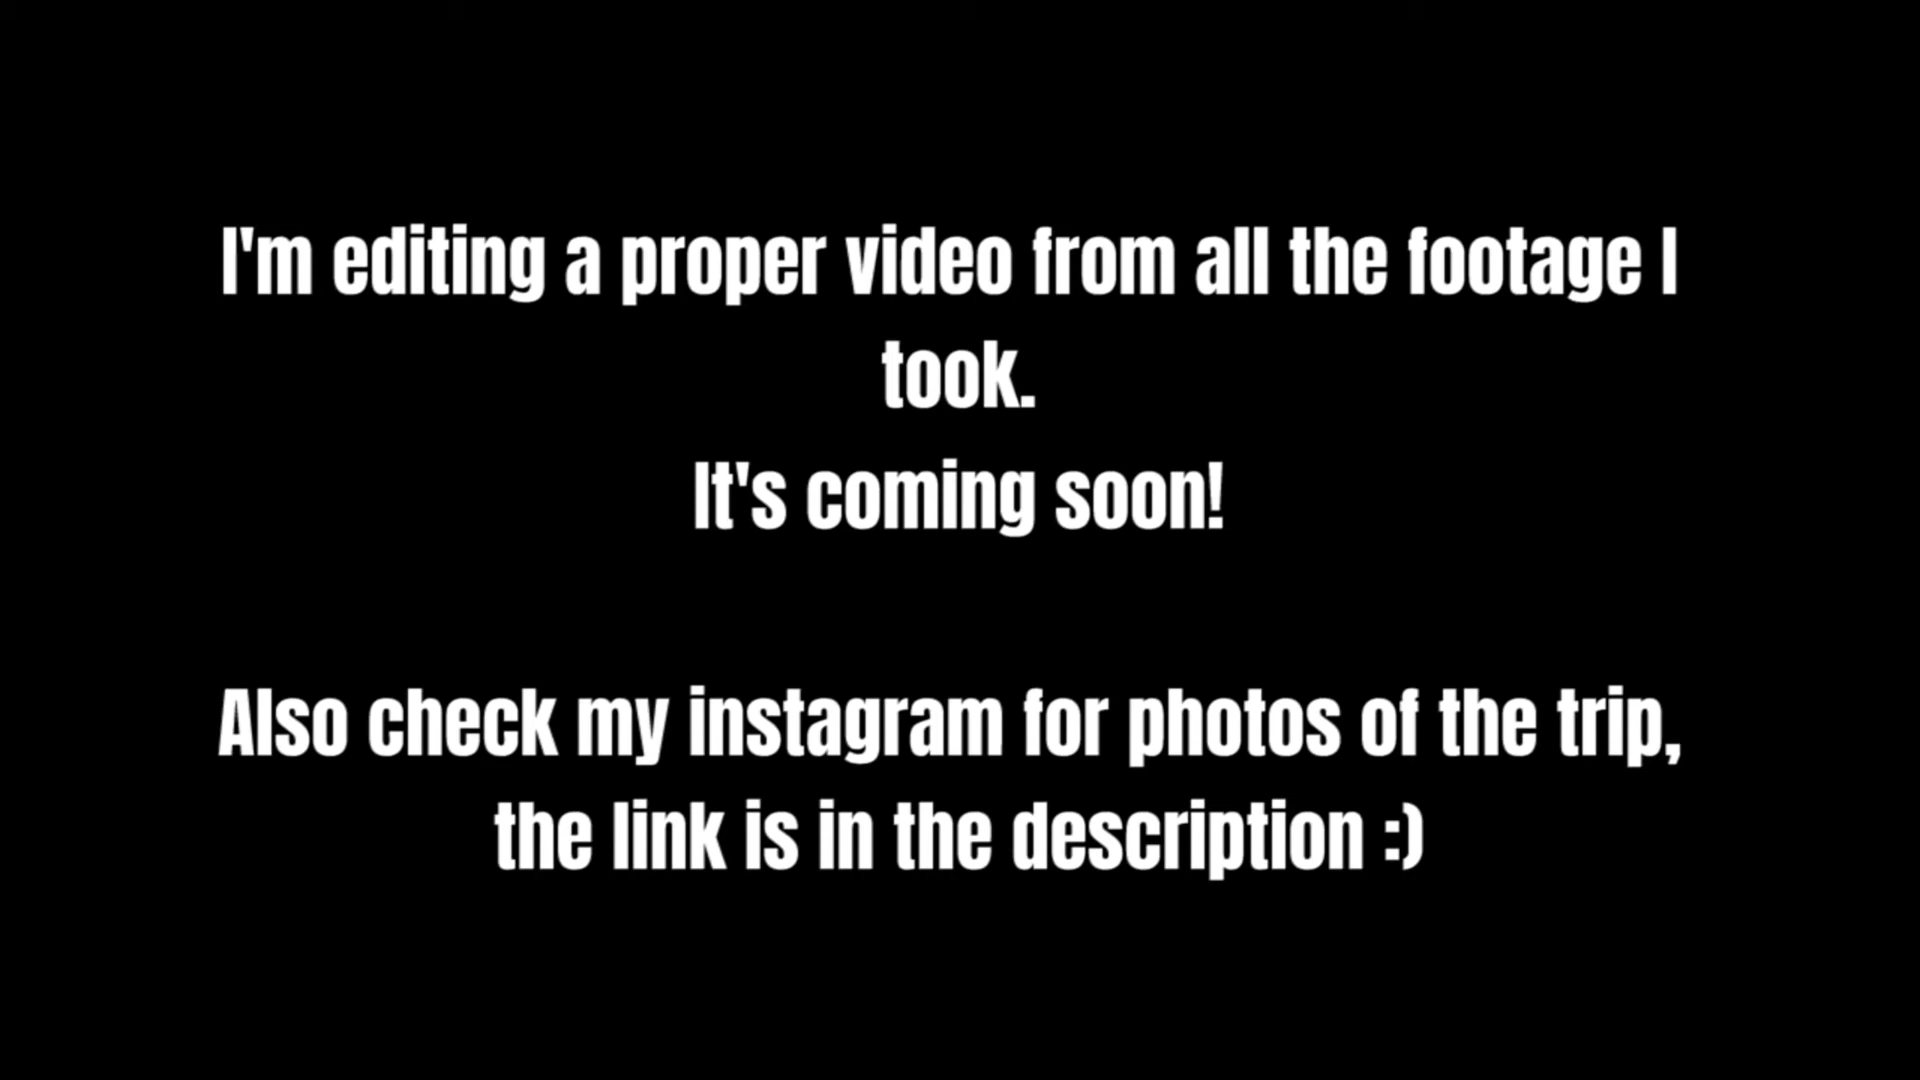 I'm editing a proper video from all the footage I
took.
It's coming soon!
Also check my instagram for photos of the trip,
the link is in the description :)